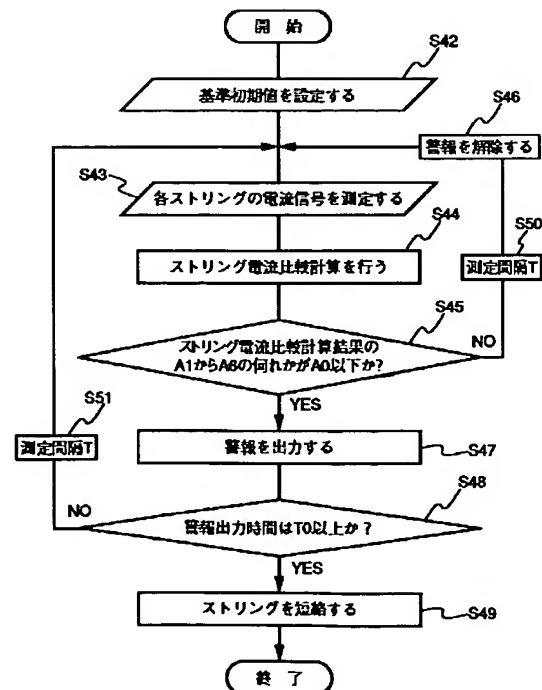 開 始
S42
基準初期値を設定する
S46
警報を解除する
S43
各ストリングの電流信号を測定する
S44
ストリング電流比較計算を行う
S50
測定間隔T
S45
ストリング電流比較計算結果の
A1からA6の何れかがA0以下か?
NO
YES
S51
測定間隔T
警報を出力する
S47
S48
NO
警報出力時間はT0以上か?
YES
ストリングを短絡する
S49
終 了